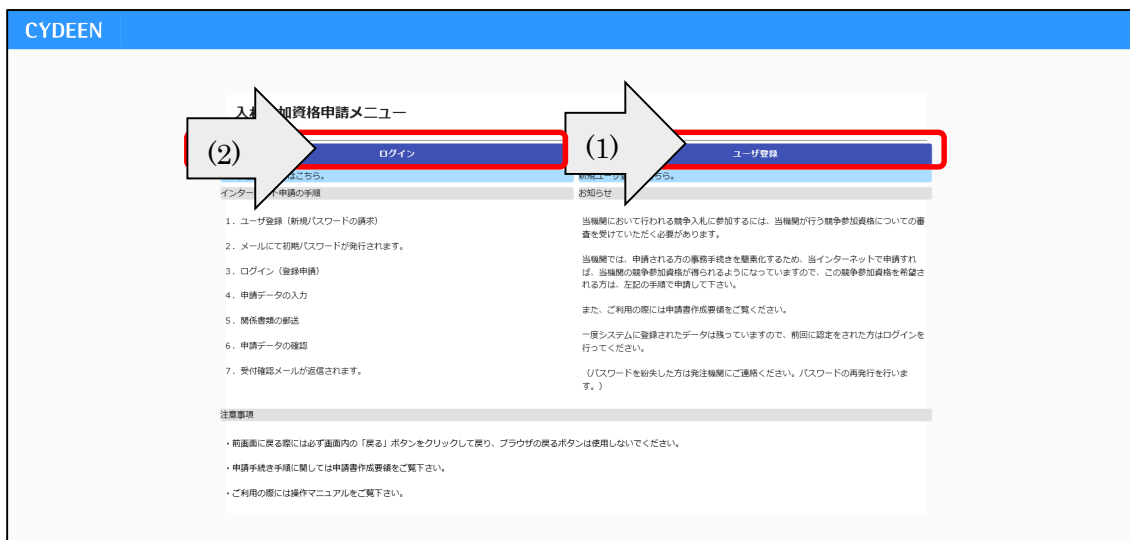 CYDEEN
入札 加資格申請メニュー
(2)
ログイン
(1)
ユーザ登録
はこちら。
新規ユーザ ちら。
インター ト申請の手順
お知らせ
1．ユーザ登録（新規パスワードの請求）
2．メールにて初期パスワードが発行されます。
3．ログイン（登録申請）
4．申請データの入力
5．関係書類の郵送
6．申請データの確認
7．受付確認メールが返信されます。
当機関において行われる競争入札に参加するには、当機関が行う競争参加資格についての審
査を受けていただく必要があります。
当機関では、申請される方の事務手続きを簡素化するため、当インターネットで申請すれ
ば、当機関の競争参加資格が得られるようになっていますので、この競争参加資格を希望さ
れる方は、左記の手順で申請して下さい。
また、ご利用の際には申請書作成要領をご覧ください。
一度システムに登録されたデータは残っていますので、前回に認定をされた方はログインを
行ってください。
（パスワードを紛失した方は発注機関にご連絡ください。パスワードの再発行を行いま
す。）
注意事項
・前画面に戻る際には必ず画面内の「戻る」ボタンをクリックして戻り、ブラウザの戻るボタンは使用しないでください。
・申請手続き手順に関しては申請書作成要領をご覧下さい。
・ご利用の際には操作マニュアルをご覧下さい。